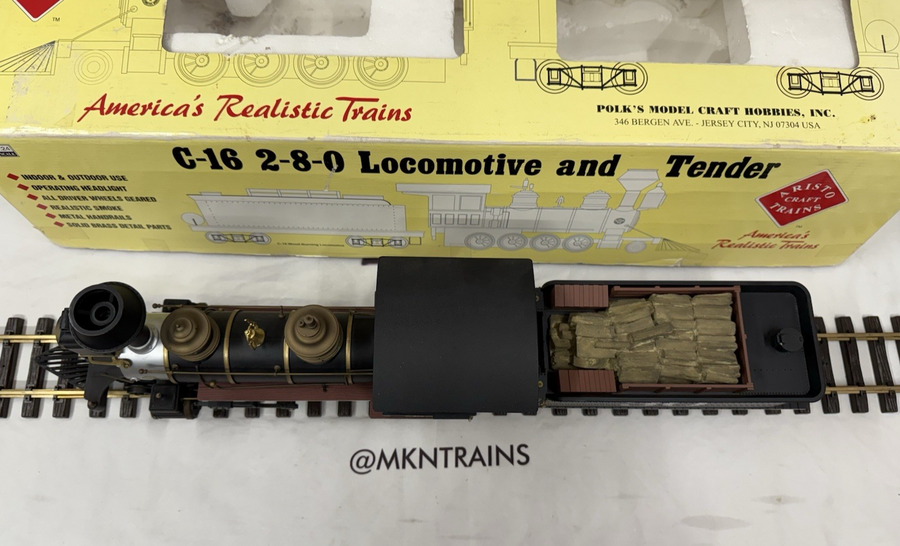 ™
America's Realistic Trains
POLK'S MODEL CRAFT HOBBIES, INC.
346 BERGEN AVE. - JERSEY CITY, NJ 07304 USA
24
C-16 2-8-0 Locomotive and Tender
INDOOR & OUTDOOR USE
OPERATING HEADLIGHT
ALL DRIVER WHEELS GEARED
REALISTIC SMOKE
METAL HANDRAILS
SOLID BRASS DETAIL PARTS
ARISTO
CRAFT
TRAINS
America's
Realistic Trains
@MKNTRAINS